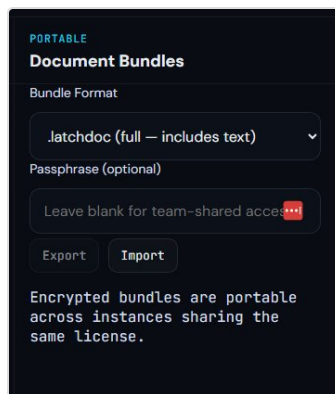 PORTABLE
Document Bundles
Bundle Format
.latchdoc (full — includes text)
Passphrase (optional)
Leave blank for team-shared acces
Export
Import
Encrypted bundles are portable
across instances sharing the
same license.